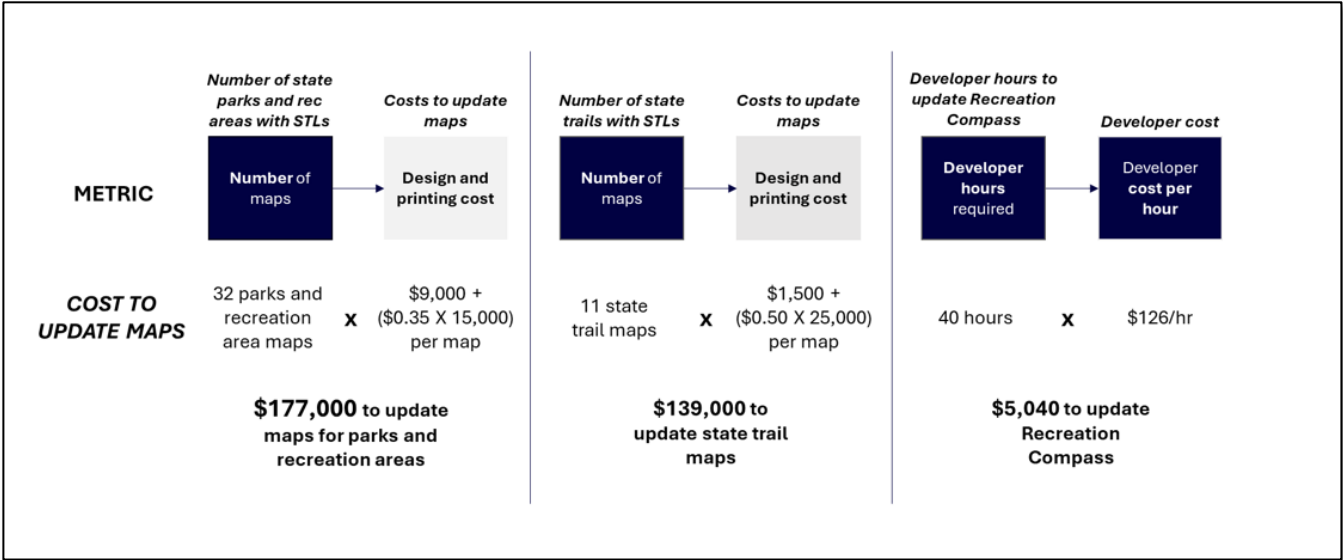 Number of state
parks and rec
areas with STLs
Costs to update
maps
Number of state
trails with STLs
Costs to update
maps
Developer hours to
update Recreation
Compass
Developer cost
METRIC
Number of
maps
Design and
printing cost
Number of
maps
Design and
printing cost
Developer
hours
required
Developer
cost per
hour
COST TO
UPDATE MAPS
32 parks and
recreation
area maps
x
$9,000 +
($0.35 X 15,000)
per map
11 state
trail maps
x
$1,500 +
($0.50 X 25,000)
per map
40 hours
x
$126/hr
$177,000 to update
maps for parks and
recreation areas
$139,000 to
update state trail
maps
$5,040 to update
Recreation
Compass